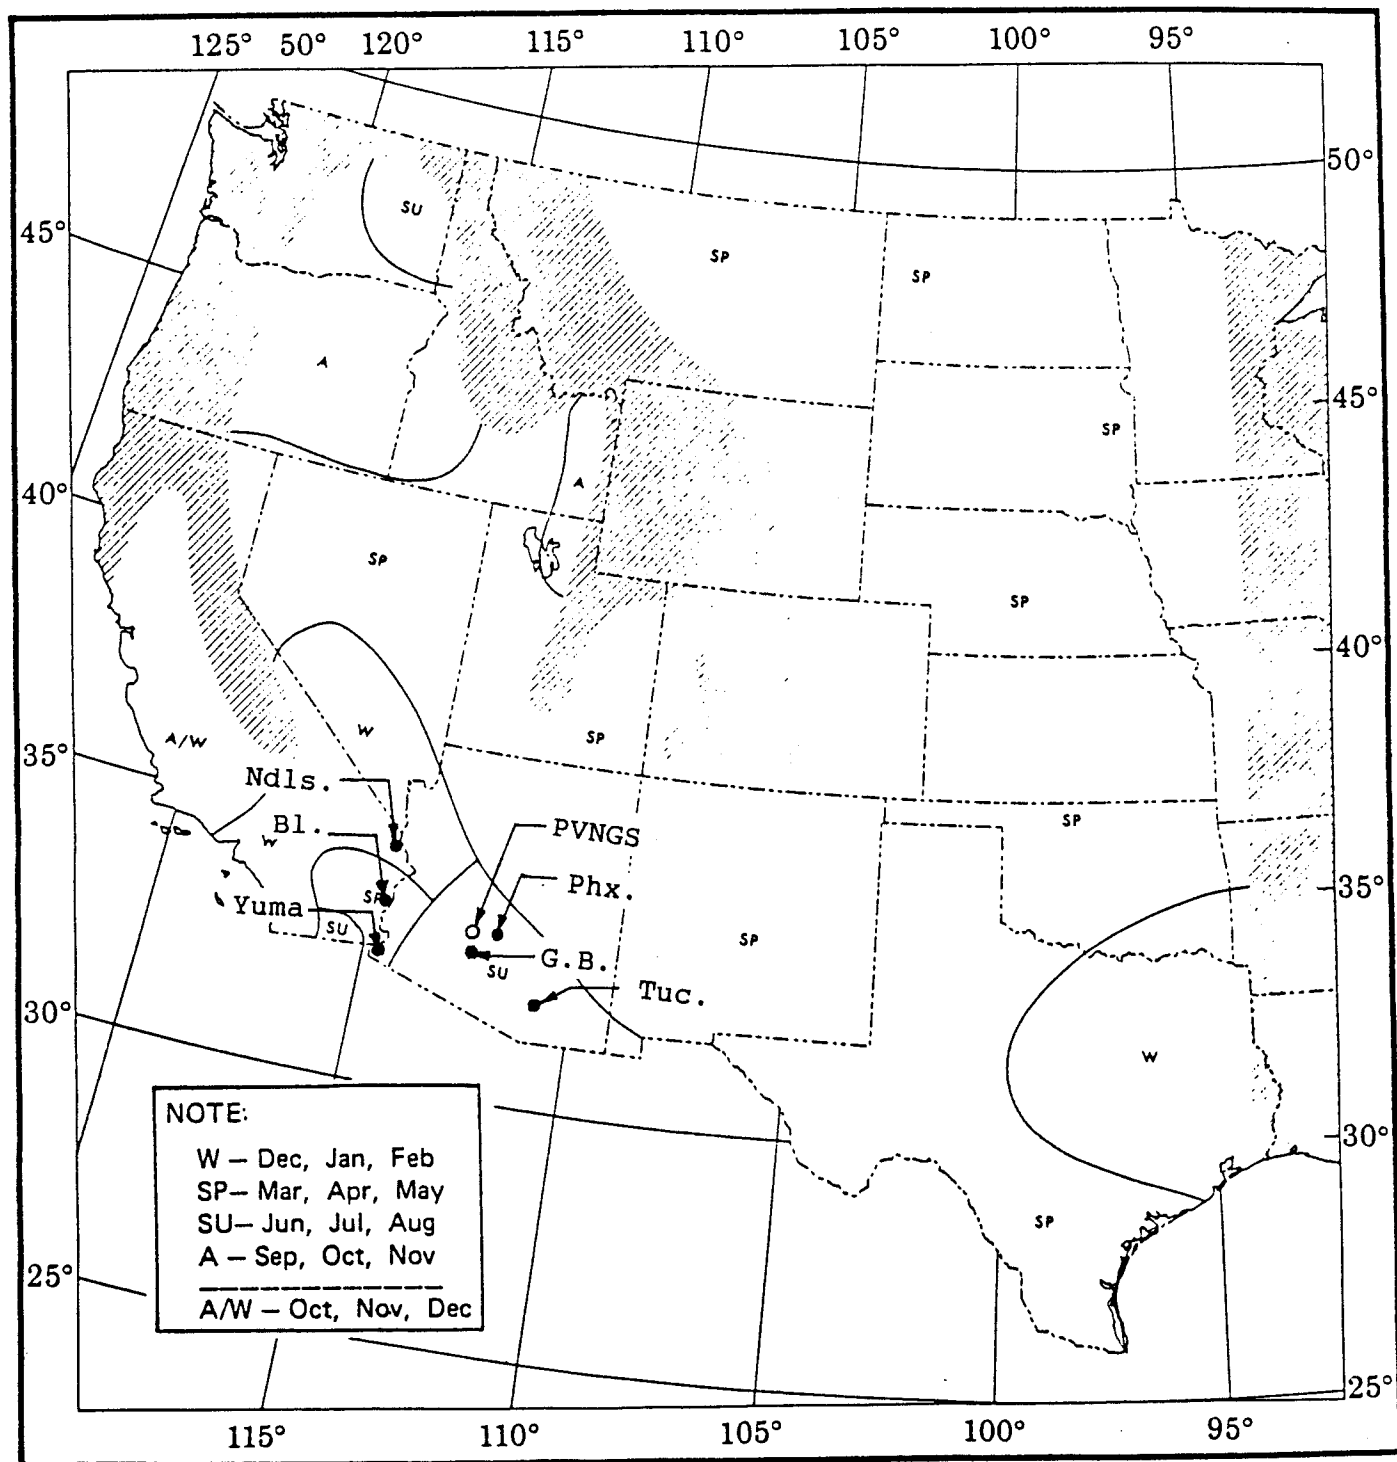 125° 50° 120° 115° 110° 105° 100° 95°
50°
SU
45°
SP
SP
A
45°
SP
A
40°
SP
SP
40°
W
A/W
SP
35°
Ndls.
Bl.
PVNGS
SP
W
Phx.
35°
SP
Yuma
SU
SP
G.B.
SU
Tuc.
30°
W
NOTE:
W – Dec, Jan, Feb
SP– Mar, Apr, May
SU– Jun, Jul, Aug
A – Sep, Oct, Nov
A/W – Oct, Nov, Dec
30°
SP
25°
25°
115° 110° 105° 100° 95°